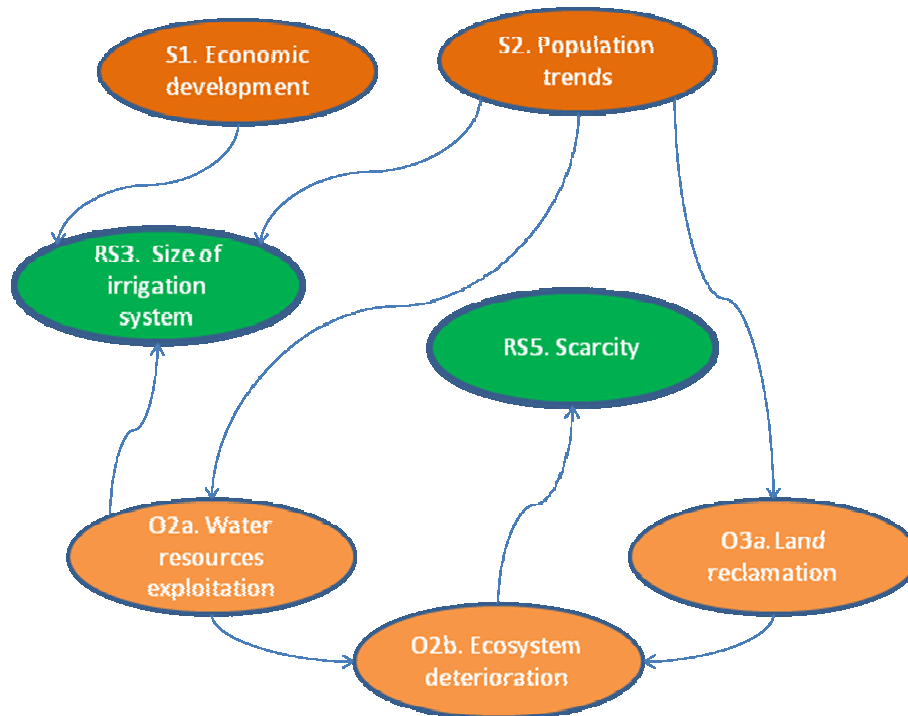 S1. Economic
development
S2. Population
trends
RS3. Size of
irrigation
system
RS5. Scarcity
O2a. Water
resources
exploitation
O3a. Land
reclamation
O2b. Ecosystem
deterioration